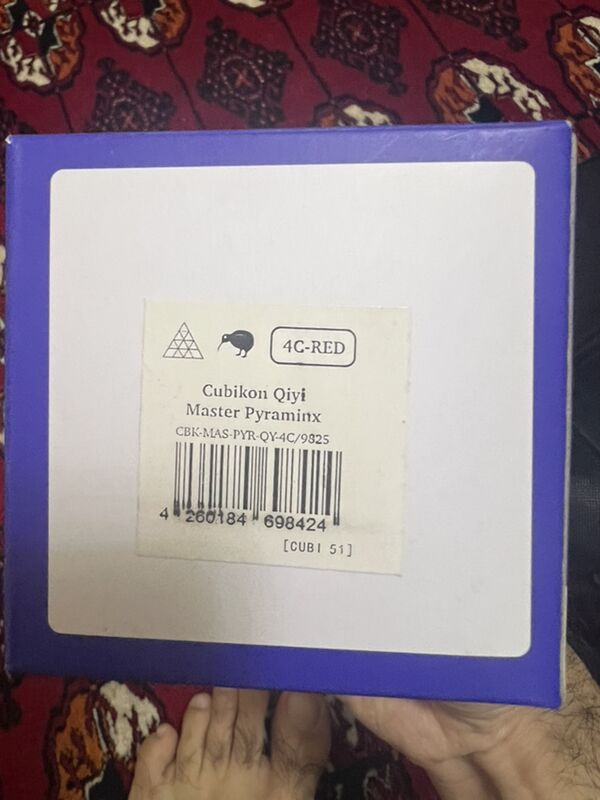 4C-RED
Cubikon Qiyi
Master Pyraminx
CBK-MAS-PYR-QY-4C/9825
4 260184 698424
[CUBI 51]